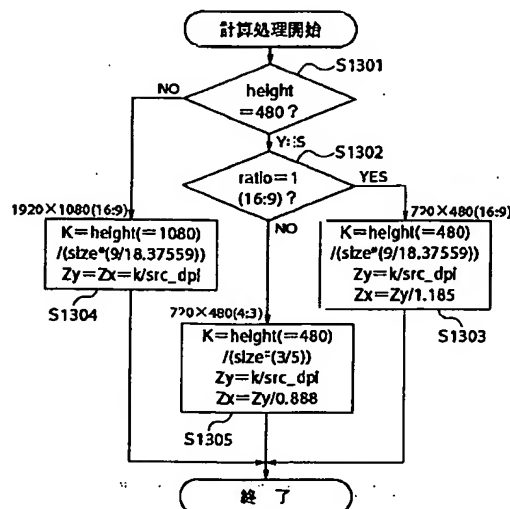 計算処理開始
S1301
NO
height
=480?
YES
S1302
ratio=1
(16:9)?
YES
NO
1920×1080(16:9)
K=height(=1080)
/(size*(9/18.37559))
Zy=Zx=k/src_dpi
S1304
720×480(16:9)
K=height(=480)
/(size*(9/18.37559))
Zy=k/src_dpi
Zx=Zy/1.185
S1303
720×480(4:3)
K=height(=480)
/(size*(3/5))
Zy=k/src_dpi
Zx=Zy/0.888
S1305
終了